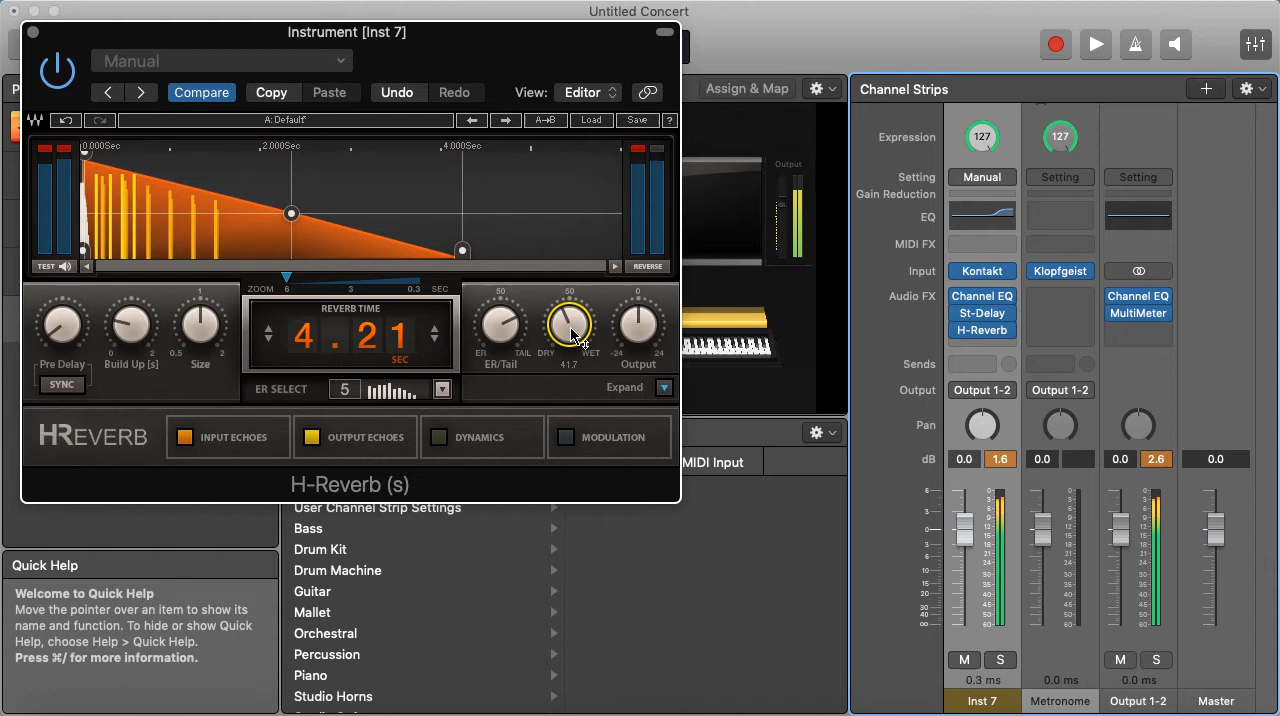 Untitled Concert
Instrument [Inst 7]
Manual
Compare
Copy
Paste
Undo
Redo
View:
Editor
Assign & Map
Channel Strips
A: Default*
A→B
Load
Save
?
0.000Sec
2.000Sec
4.000Sec
TEST
REVERSE
ZOOM
6
3
0.3
SEC
Output
Expression
127
127
Setting
Manual
Setting
Setting
Gain Reduction
EQ
MIDI FX
Input
Kontakt
Klopfgeist
Audio FX
Channel EQ
Channel EQ
St-Delay
MultiMeter
H-Reverb
Sends
Output
Output 1-2
Output 1-2
Pan
dB
0.0
1.6
0.0
0.0
2.6
0.0
Pre Delay
SYNC
0
2
Build Up [s]
1
0.5
2
Size
REVERB TIME
4.21
SEC
ER SELECT
5
50
ER
TAIL
ER/Tail
50
DRY
WET
41.7
0
-24
24
Output
Expand
HREVERB
INPUT ECHOES
OUTPUT ECHOES
DYNAMICS
MODULATION
H-Reverb (s)
MIDI Input
User Channel Strip Settings
Bass
Drum Kit
Drum Machine
Guitar
Mallet
Orchestral
Percussion
Piano
Studio Horns
Quick Help
Welcome to Quick Help
Move the pointer over an item to show its
name and function. To hide or show Quick
Help, choose Help > Quick Help.
Press ⌘/ for more information.
M
S
M
S
0.3 ms
0.0 ms
0.0 ms
Inst 7
Metronome
Output 1-2
Master